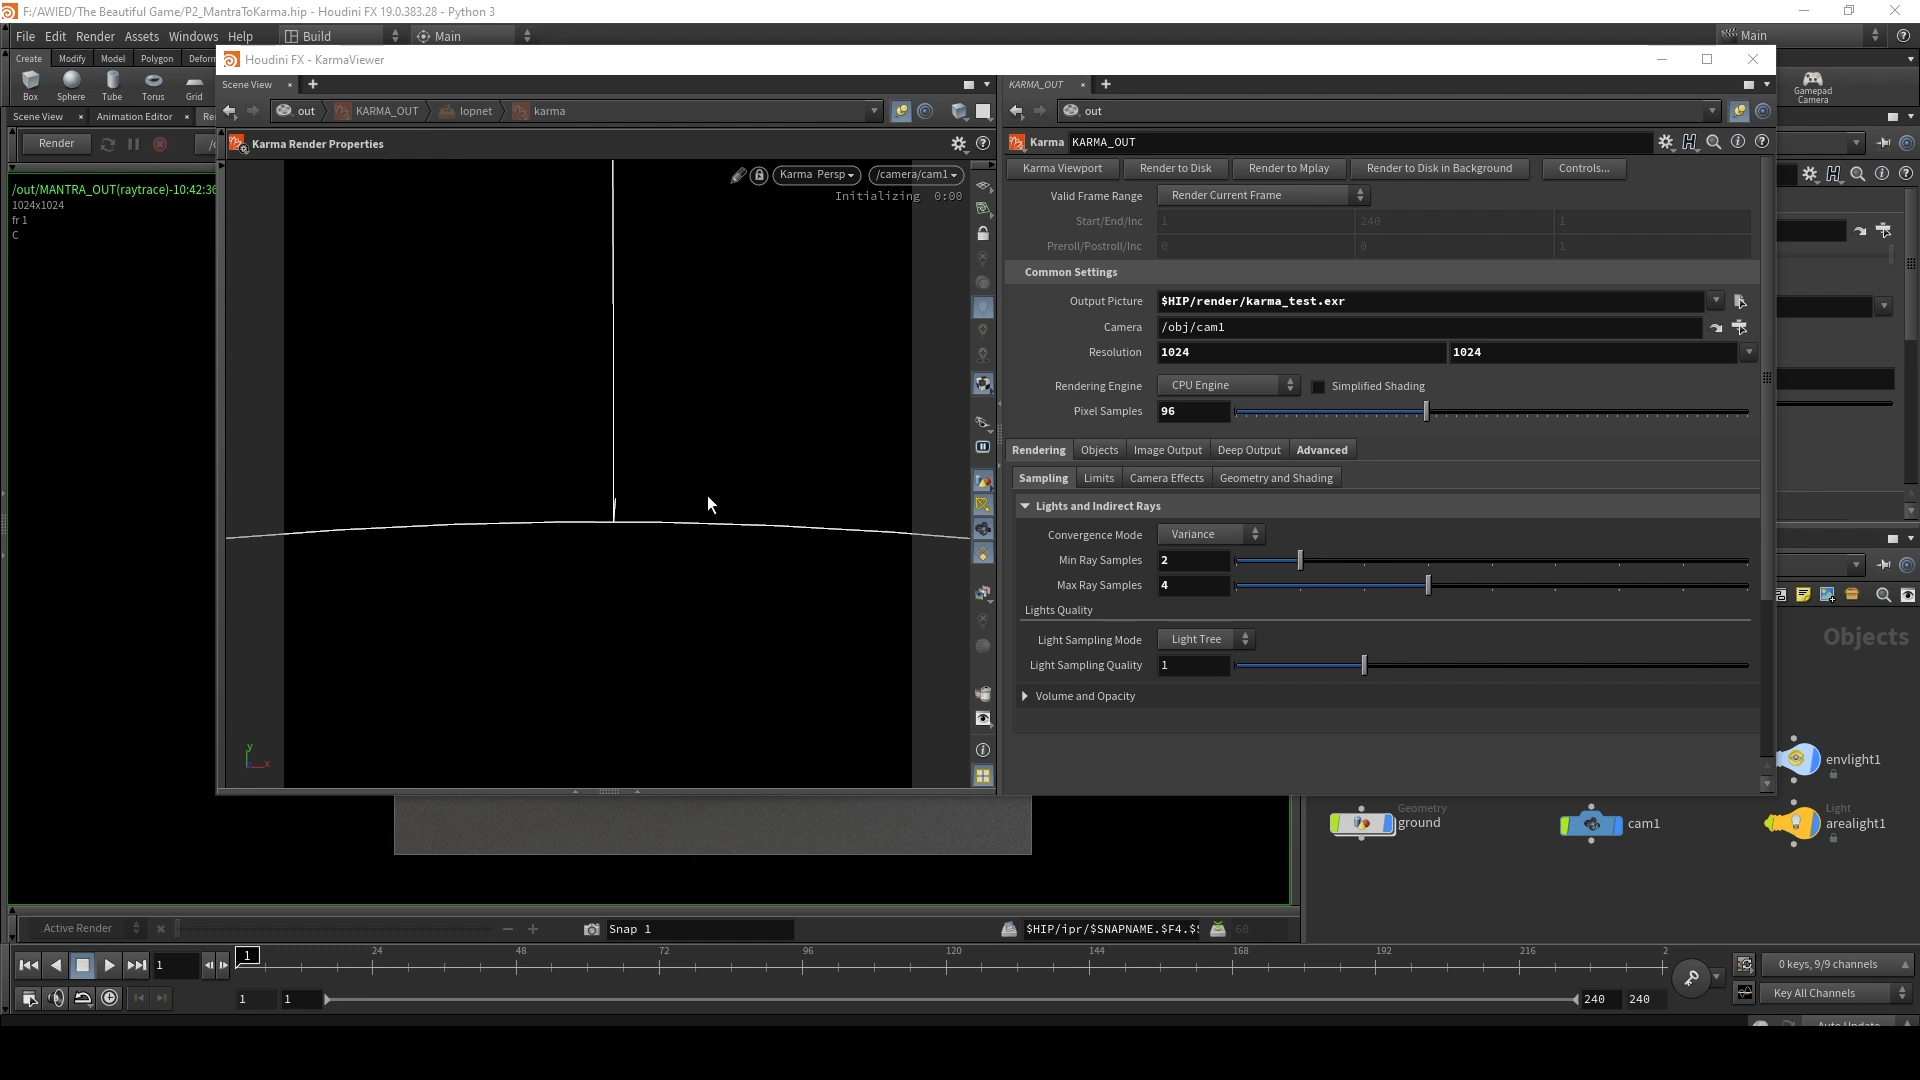 F:/AWIED/The Beautiful Game/P2_MantraToKarma.hip - Houdini FX 19.0.383.28 - Python 3
File Edit Render Assets Windows Help Build Main Main
Create Modify Model Polygon Deform
Box Sphere Tube Torus Grid
Gamepad Camera
Scene View Animation Editor Re
Render
/out/MANTRA_OUT(raytrace)-10:42:36
1024x1024
fr 1
C
Houdini FX - KarmaViewer
Scene View
out KARMA_OUT lopnet karma
Karma Render Properties
Karma Persp /camera/cam1
Initializing 0:00
y
x
KARMA_OUT
out
Karma KARMA_OUT
Karma Viewport Render to Disk Render to Mplay Render to Disk in Background Controls...
Valid Frame Range Render Current Frame
Start/End/Inc 1 240 1
Preroll/Postroll/Inc 0 0 1
Common Settings
Output Picture $HIP/render/karma_test.exr
Camera /obj/cam1
Resolution 1024 1024
Rendering Engine CPU Engine Simplified Shading
Pixel Samples 96
Rendering Objects Image Output Deep Output Advanced
Sampling Limits Camera Effects Geometry and Shading
Lights and Indirect Rays
Convergence Mode Variance
Min Ray Samples 2
Max Ray Samples 4
Lights Quality
Light Sampling Mode Light Tree
Light Sampling Quality 1
Volume and Opacity
Objects
envlight1
Geometry
ground
cam1
Light
arealight1
Active Render Snap 1 $HIP/ipr/$SNAPNAME.$F4.$S 60
1 1 24 48 72 96 120 144 168 192 216 2
0 keys, 9/9 channels
1 1 240 240
Key All Channels
Auto Update